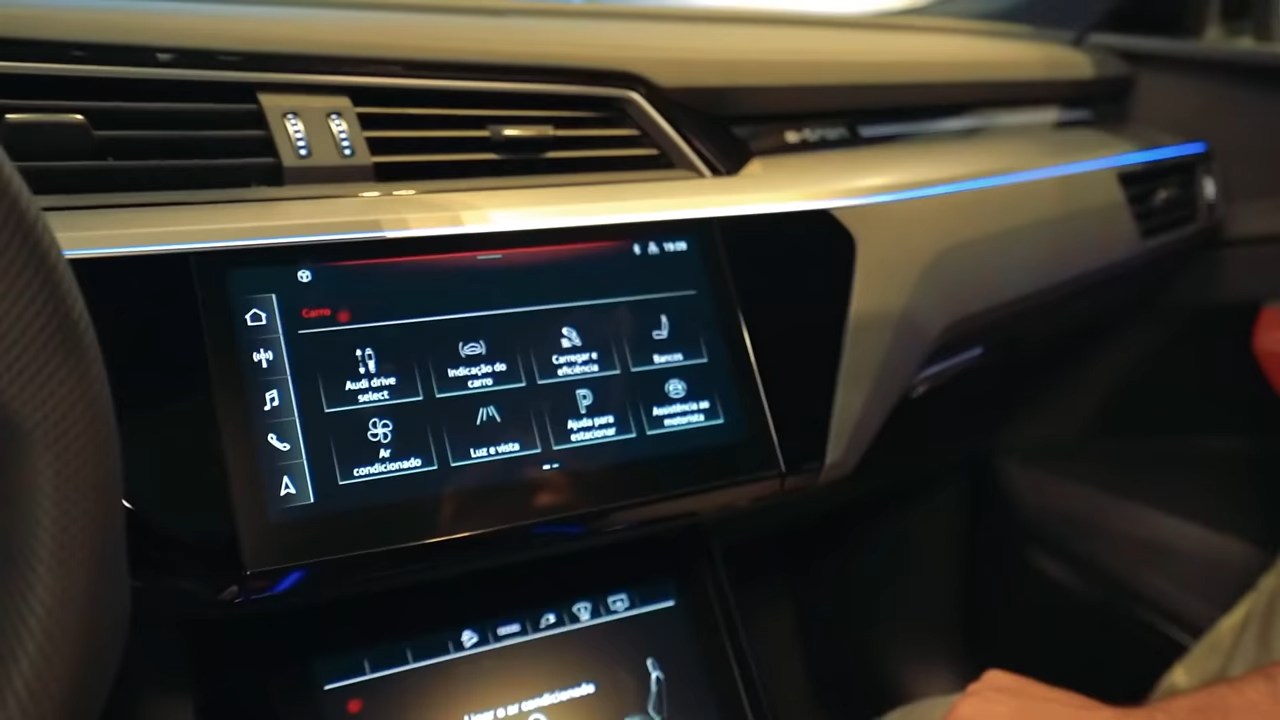 19:09
Carro
Audi drive
select
Indicação do
carro
Carregar e
eficiência
Bancos
Ar
condicionado
Luz e vista
P
Ajuda para
estacionar
Assistência ao
motorista
Ligar o ar condicionado